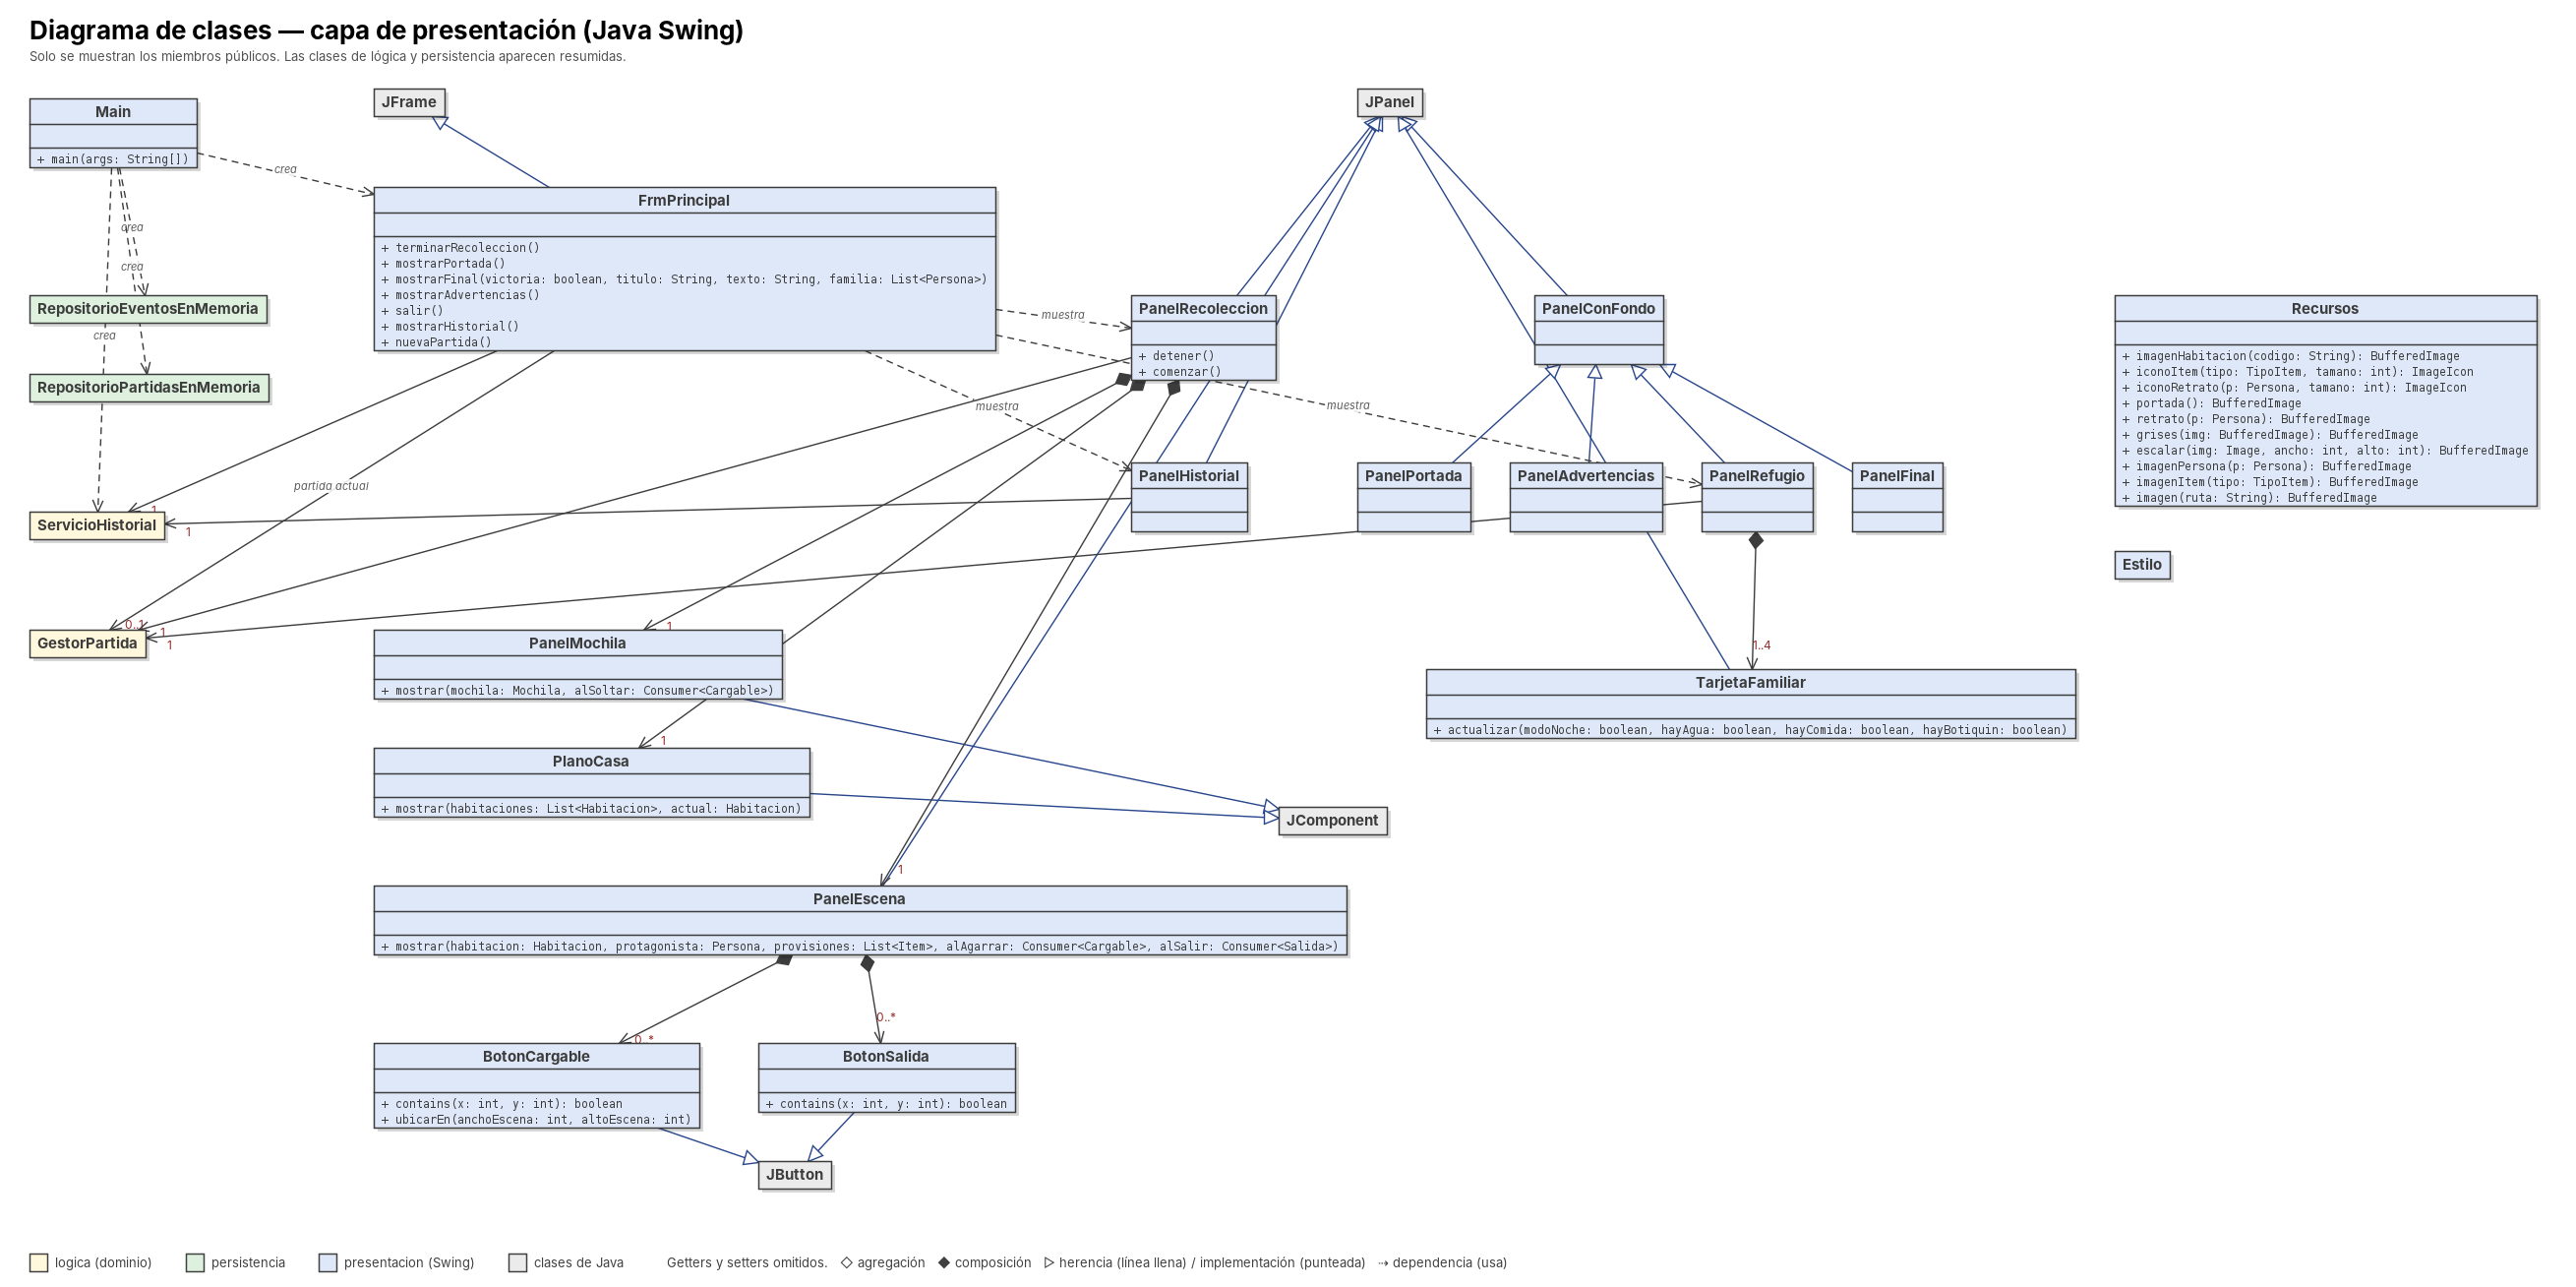 Diagrama de clases — capa de presentación (Java Swing)
Solo se muestran los miembros públicos. Las clases de lógica y persistencia aparecen resumidas.
JFrame
JPanel
Main
+ main(args: String[])
crea
crea
crea
crea
FrmPrincipal
+ terminarRecoleccion()
+ mostrarPortada()
+ mostrarFinal(victoria: boolean, titulo: String, texto: String, familia: List<Persona>)
+ mostrarAdvertencias()
+ salir()
+ mostrarHistorial()
+ nuevaPartida()
muestra
muestra
muestra
RepositorioEventosEnMemoria
RepositorioPartidasEnMemoria
PanelRecoleccion
+ detener()
+ comenzar()
PanelConFondo
Recursos
+ imagenHabitacion(codigo: String): BufferedImage
+ iconoItem(tipo: TipoItem, tamano: int): ImageIcon
+ iconoRetrato(p: Persona, tamano: int): ImageIcon
+ portada(): BufferedImage
+ retrato(p: Persona): BufferedImage
+ grises(img: BufferedImage): BufferedImage
+ escalar(img: Image, ancho: int, alto: int): BufferedImage
+ imagenPersona(p: Persona): BufferedImage
+ imagenItem(tipo: TipoItem): BufferedImage
+ imagen(ruta: String): BufferedImage
PanelHistorial
PanelPortada
PanelAdvertencias
PanelRefugio
PanelFinal
partida actual
ServicioHistorial
1
1
Estilo
GestorPartida
0..1
1
1
1
PanelMochila
+ mostrar(mochila: Mochila, alSoltar: Consumer<Cargable>)
1..4
TarjetaFamiliar
+ actualizar(modoNoche: boolean, hayAgua: boolean, hayComida: boolean, hayBotiquin: boolean)
1
PlanoCasa
+ mostrar(habitaciones: List<Habitacion>, actual: Habitacion)
JComponent
1
PanelEscena
+ mostrar(habitacion: Habitacion, protagonista: Persona, provisiones: List<Item>, alAgarrar: Consumer<Cargable>, alSalir: Consumer<Salida>)
0..*
0..*
BotonCargable
+ contains(x: int, y: int): boolean
+ ubicarEn(anchoEscena: int, altoEscena: int)
BotonSalida
+ contains(x: int, y: int): boolean
JButton
logica (dominio)
persistencia
presentacion (Swing)
clases de Java
Getters y setters omitidos.
agregación
composición
herencia (línea llena) / implementación (punteada)
dependencia (usa)